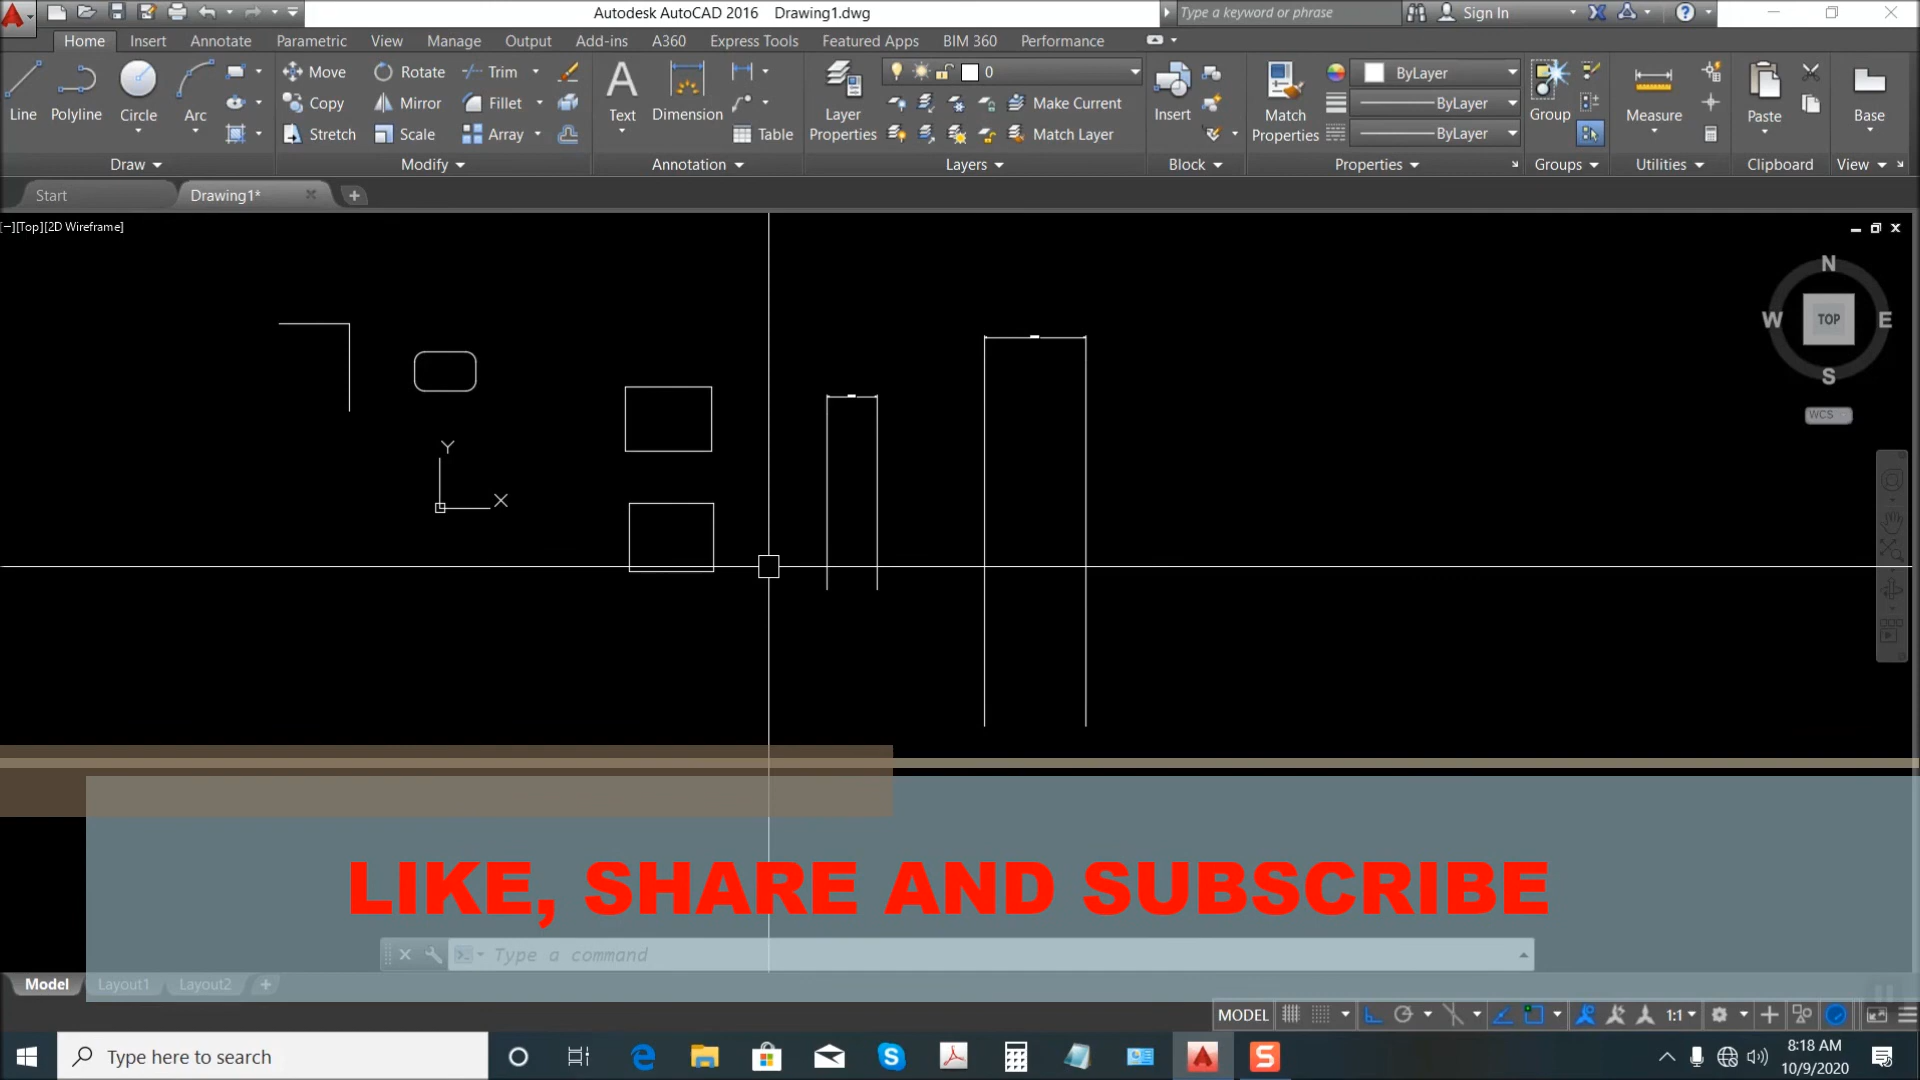 Autodesk AutoCAD 2016 Drawing1.dwg
Type a keyword or phrase
Sign In
Home Insert Annotate Parametric View Manage Output Add-ins A360 Express Tools Featured Apps BIM 360 Performance
Line Polyline Circle Arc
Move Rotate Trim
Copy Mirror Fillet
Stretch Scale Array
Text Dimension Table
Layer Properties
0
Make Current
Match Layer
Insert
Match Properties
ByLayer
ByLayer
ByLayer
Group
Measure
Paste
Base
Draw Modify Annotation Layers Block Properties Groups Utilities Clipboard View
Start Drawing1*
[−][Top][2D Wireframe]
N
W TOP E
S
WCS
Y
X
LIKE, SHARE AND SUBSCRIBE
Type a command
Model Layout1 Layout2
MODEL 1:1
Type here to search
8:18 AM
10/9/2020